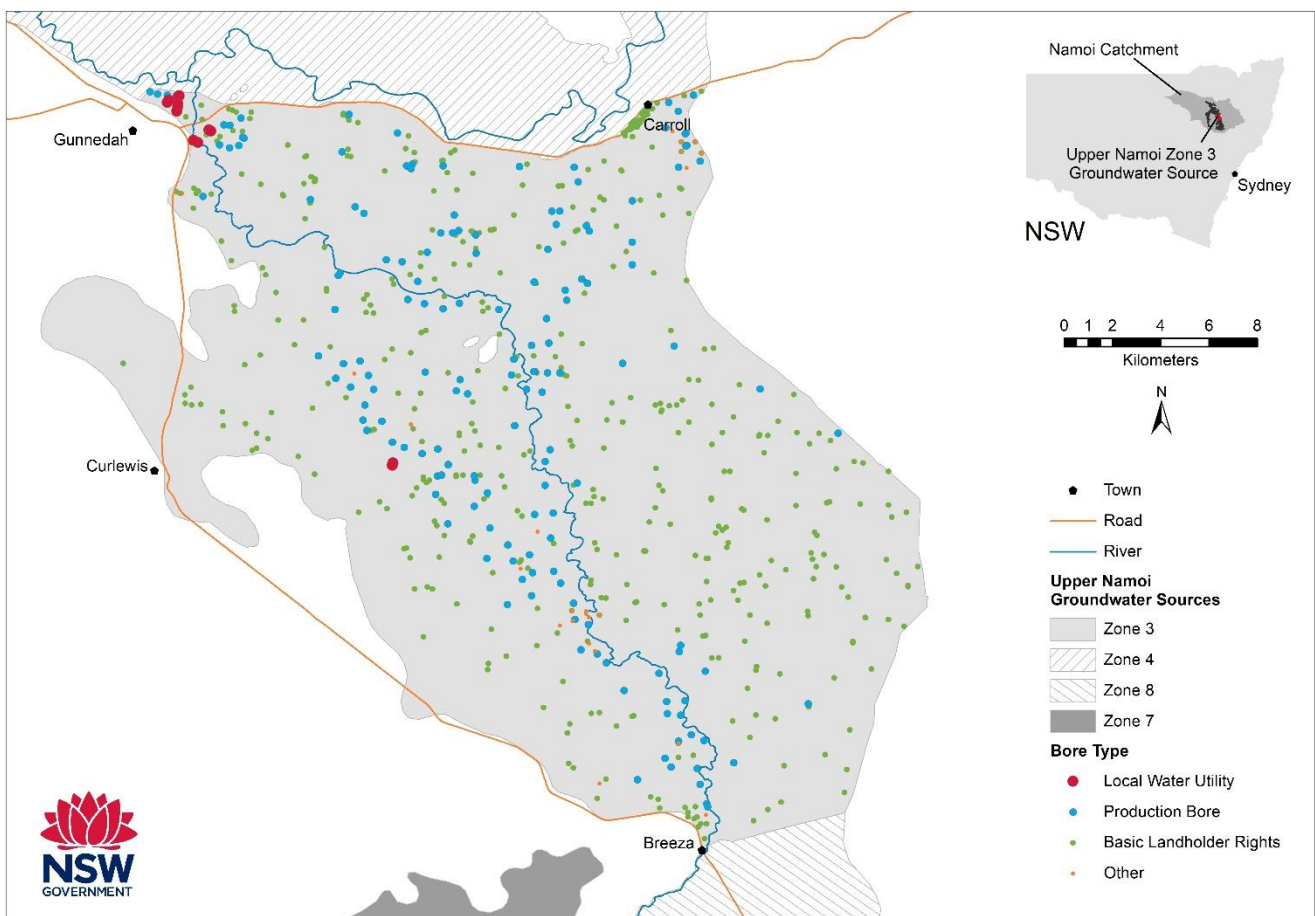 Gunnedah
Carroll
Curlewis
Breeza
Namoi Catchment
Upper Namoi Zone 3
Groundwater Source
Sydney
NSW
0 1 2 4 6 8
Kilometers
N
Town
Road
River
Upper Namoi
Groundwater Sources
Zone 3
Zone 4
Zone 8
Zone 7
Bore Type
Local Water Utility
Production Bore
Basic Landholder Rights
Other
NSW
GOVERNMENT